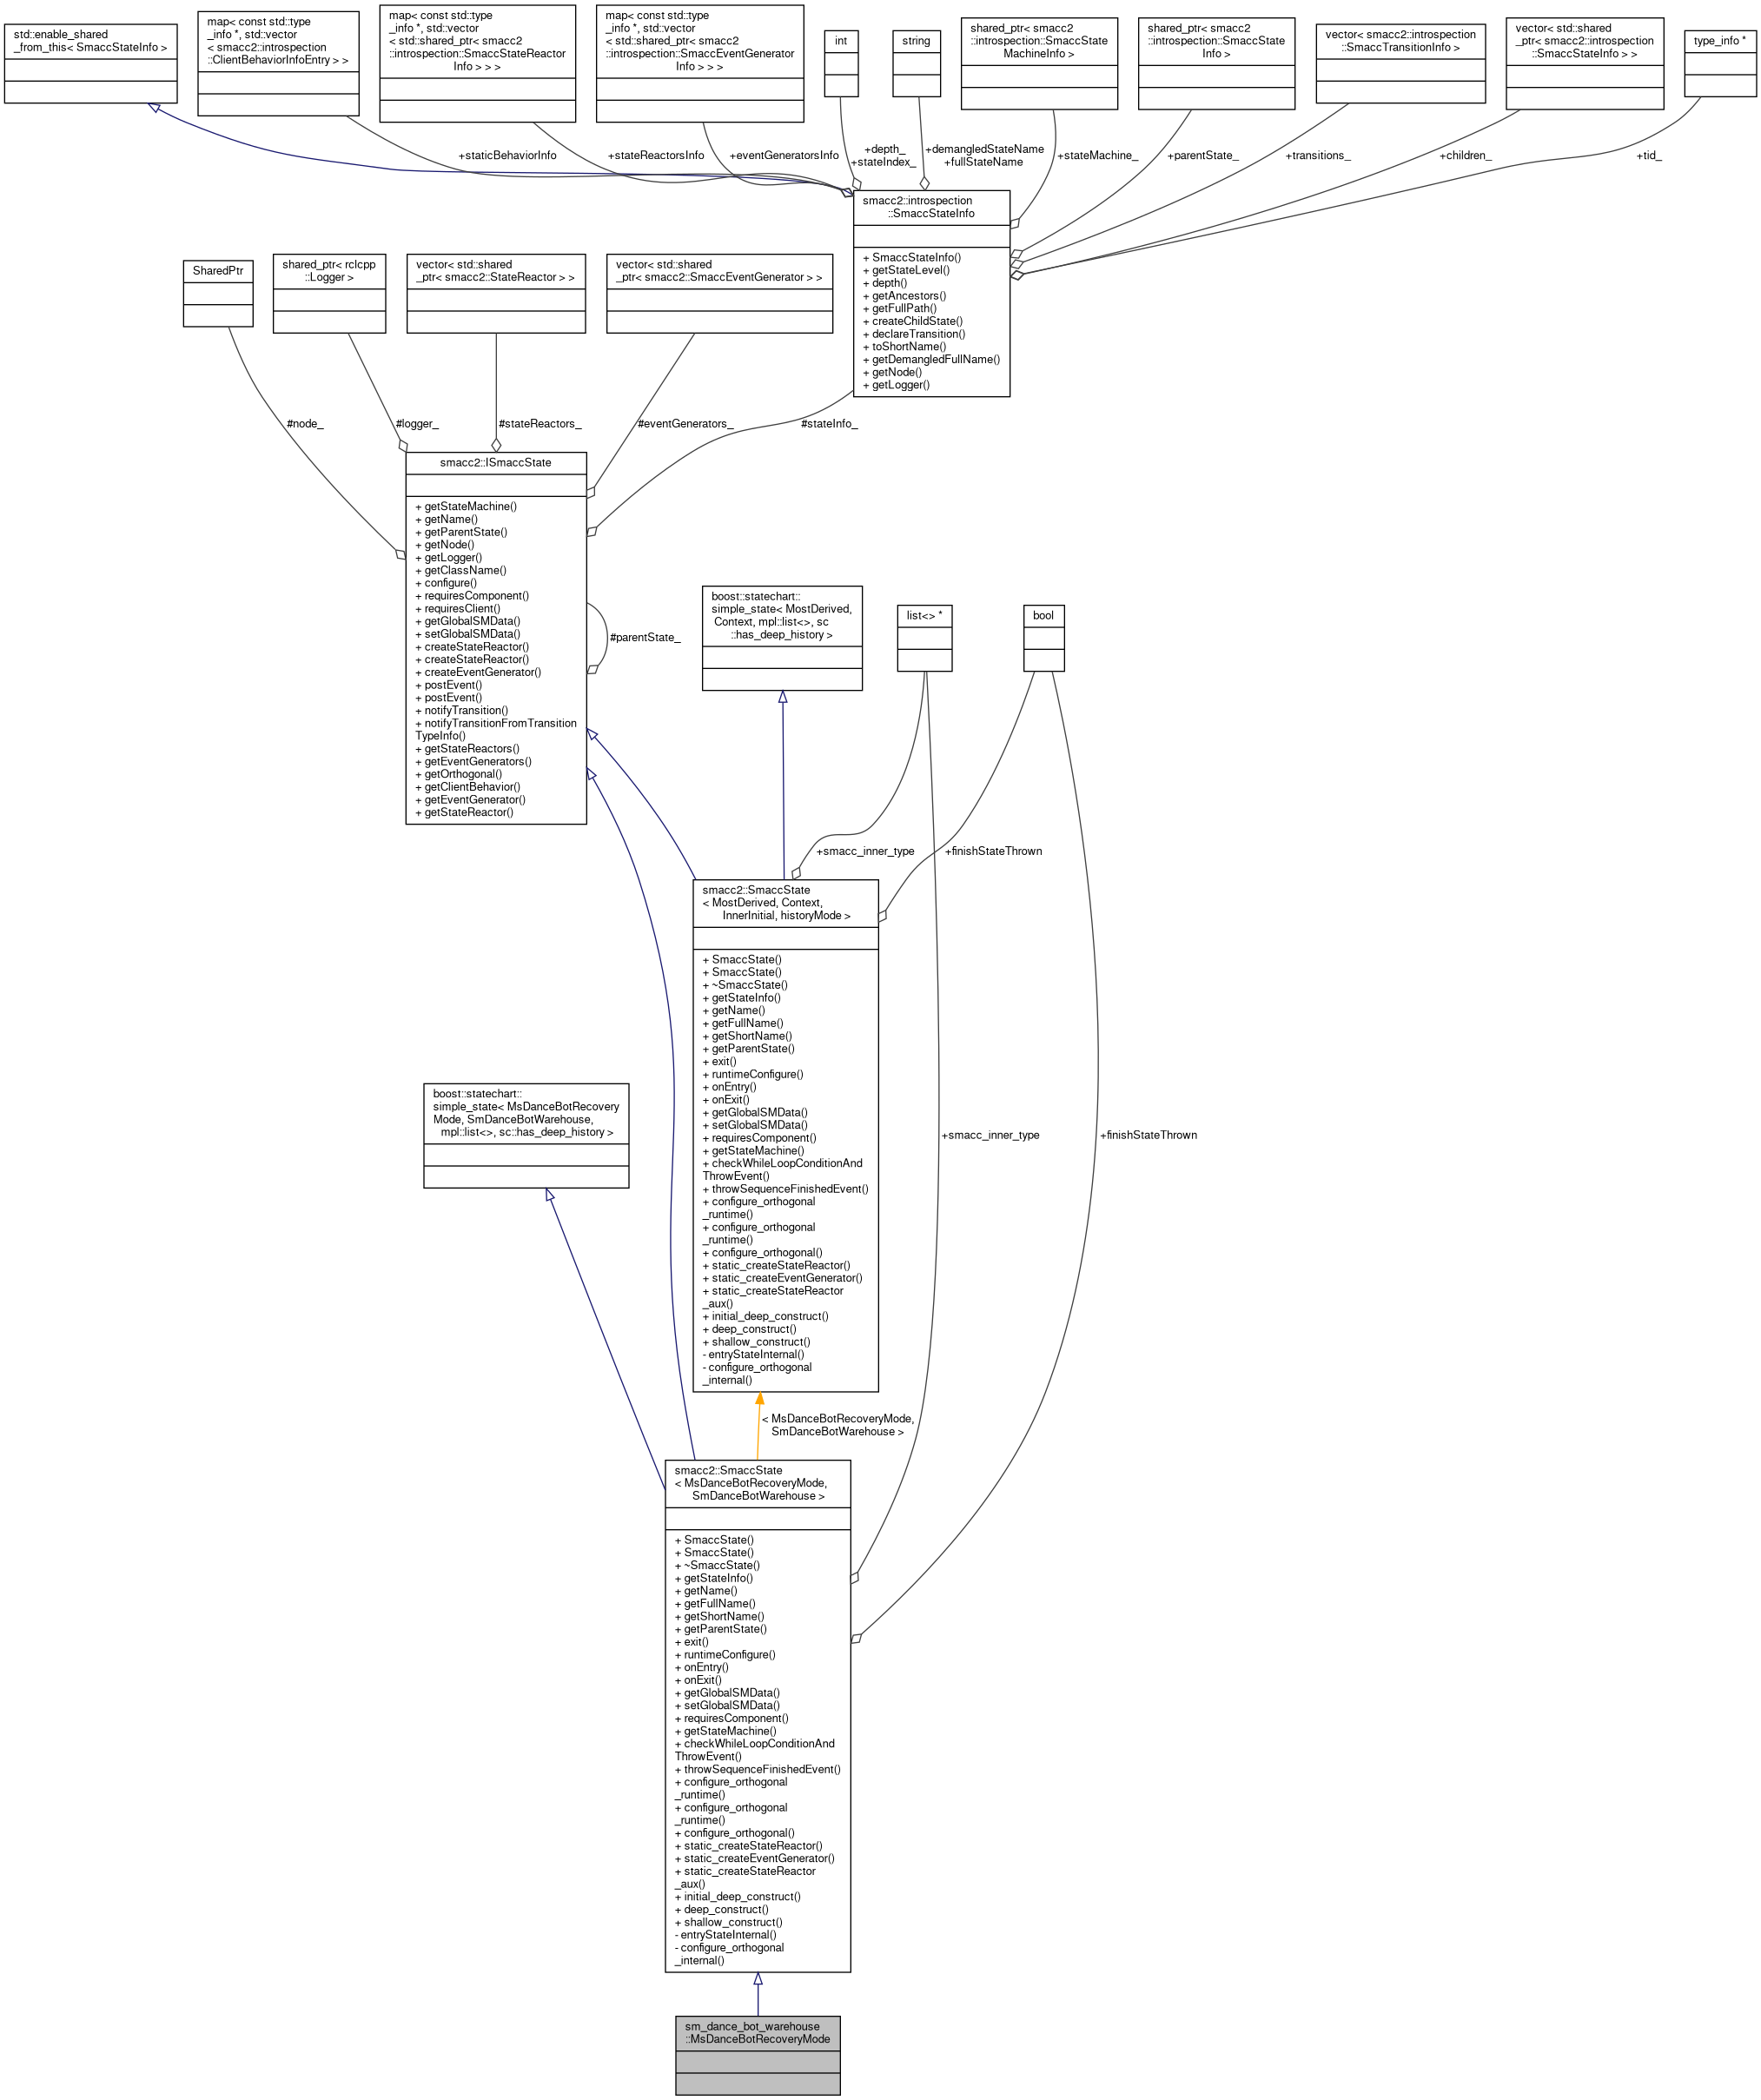 std::enable_shared
_from_this< SmaccStateInfo >
map< const std::type
_info *, std::vector
< smacc2::introspection
::ClientBehaviorInfoEntry > >
map< const std::type
_info *, std::vector
< std::shared_ptr< smacc2
::introspection::SmaccStateReactor
Info > > >
map< const std::type
_info *, std::vector
< std::shared_ptr< smacc2
::introspection::SmaccEventGenerator
Info > > >
int
string
shared_ptr< smacc2
::introspection::SmaccState
MachineInfo >
shared_ptr< smacc2
::introspection::SmaccState
Info >
vector< smacc2::introspection
::SmaccTransitionInfo >
vector< std::shared
_ptr< smacc2::introspection
::SmaccStateInfo > >
type_info *
+staticBehaviorInfo
+stateReactorsInfo
+eventGeneratorsInfo
+depth_
+stateIndex_
+demangledStateName
+fullStateName
+stateMachine_
+parentState_
+transitions_
+children_
+tid_
smacc2::introspection
::SmaccStateInfo
+ SmaccStateInfo()
+ getStateLevel()
+ depth()
+ getAncestors()
+ getFullPath()
+ createChildState()
+ declareTransition()
+ toShortName()
+ getDemangledFullName()
+ getNode()
+ getLogger()
SharedPtr
shared_ptr< rclcpp
::Logger >
vector< std::shared
_ptr< smacc2::StateReactor > >
vector< std::shared
_ptr< smacc2::SmaccEventGenerator > >
#node_
#logger_
#stateReactors_
#eventGenerators_
#stateInfo_
smacc2::ISmaccState
+ getStateMachine()
+ getName()
+ getParentState()
+ getNode()
+ getLogger()
+ getClassName()
+ configure()
+ requiresComponent()
+ requiresClient()
+ getGlobalSMData()
+ setGlobalSMData()
+ createStateReactor()
+ createStateReactor()
+ createEventGenerator()
+ postEvent()
+ postEvent()
+ notifyTransition()
+ notifyTransitionFromTransition
TypeInfo()
+ getStateReactors()
+ getEventGenerators()
+ getOrthogonal()
+ getClientBehavior()
+ getEventGenerator()
+ getStateReactor()
#parentState_
boost::statechart::
simple_state< MostDerived,
Context, mpl::list<>, sc
::has_deep_history >
list<> *
bool
+smacc_inner_type
+finishStateThrown
smacc2::SmaccState
< MostDerived, Context,
InnerInitial, historyMode >
+ SmaccState()
+ SmaccState()
+ ~SmaccState()
+ getStateInfo()
+ getName()
+ getFullName()
+ getShortName()
+ getParentState()
+ exit()
+ runtimeConfigure()
+ onEntry()
+ onExit()
+ getGlobalSMData()
+ setGlobalSMData()
+ requiresComponent()
+ getStateMachine()
+ checkWhileLoopConditionAnd
ThrowEvent()
+ throwSequenceFinishedEvent()
+ configure_orthogonal
_runtime()
+ configure_orthogonal
_runtime()
+ configure_orthogonal()
+ static_createStateReactor()
+ static_createEventGenerator()
+ static_createStateReactor
_aux()
+ initial_deep_construct()
+ deep_construct()
+ shallow_construct()
- entryStateInternal()
- configure_orthogonal
_internal()
boost::statechart::
simple_state< MsDanceBotRecovery
Mode, SmDanceBotWarehouse,
mpl::list<>, sc::has_deep_history >
+smacc_inner_type
+finishStateThrown
< MsDanceBotRecoveryMode,
SmDanceBotWarehouse >
smacc2::SmaccState
< MsDanceBotRecoveryMode,
SmDanceBotWarehouse >
+ SmaccState()
+ SmaccState()
+ ~SmaccState()
+ getStateInfo()
+ getName()
+ getFullName()
+ getShortName()
+ getParentState()
+ exit()
+ runtimeConfigure()
+ onEntry()
+ onExit()
+ getGlobalSMData()
+ setGlobalSMData()
+ requiresComponent()
+ getStateMachine()
+ checkWhileLoopConditionAnd
ThrowEvent()
+ throwSequenceFinishedEvent()
+ configure_orthogonal
_runtime()
+ configure_orthogonal
_runtime()
+ configure_orthogonal()
+ static_createStateReactor()
+ static_createEventGenerator()
+ static_createStateReactor
_aux()
+ initial_deep_construct()
+ deep_construct()
+ shallow_construct()
- entryStateInternal()
- configure_orthogonal
_internal()
sm_dance_bot_warehouse
::MsDanceBotRecoveryMode